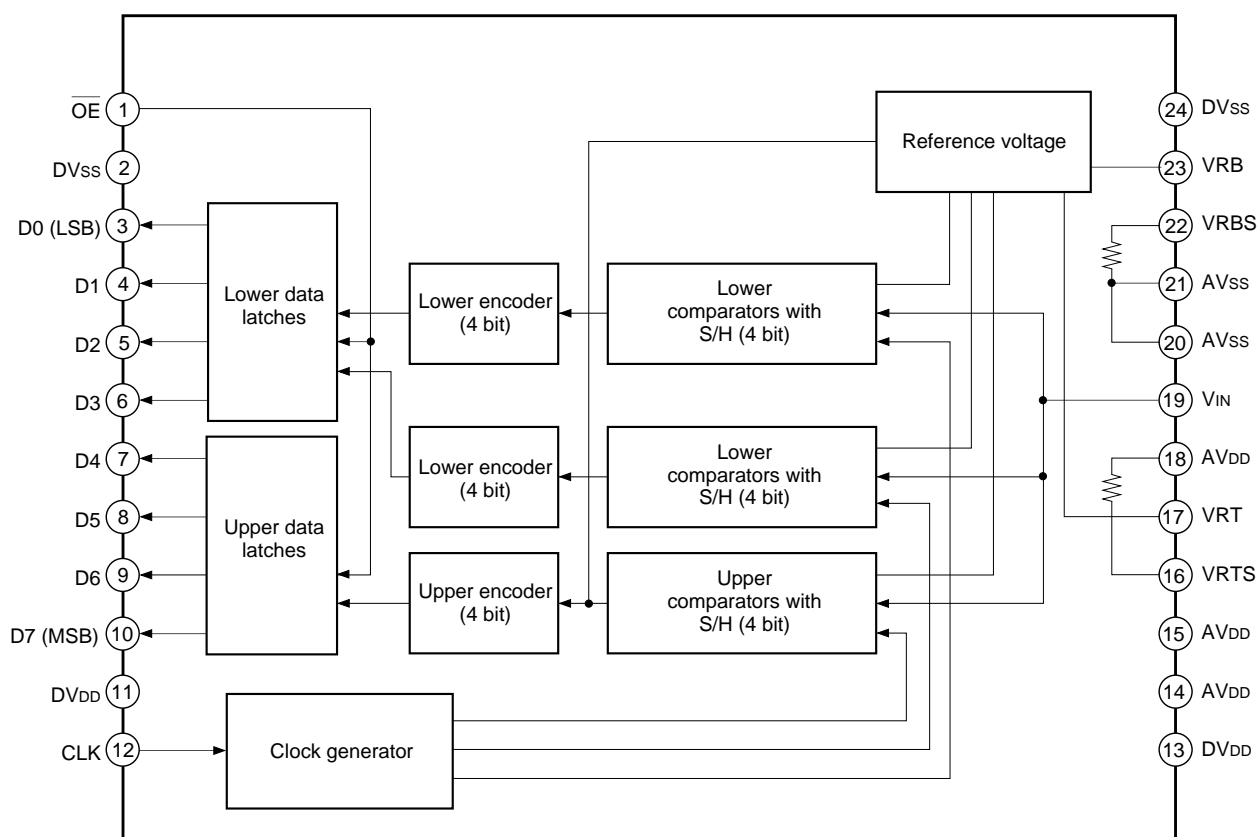 OE
1
DVSS
2
D0 (LSB)
3
D1
4
D2
5
D3
6
D4
7
D5
8
D6
9
D7 (MSB)
10
DVDD
11
CLK
12
Lower data
latches
Upper data
latches
Lower encoder
(4 bit)
Lower encoder
(4 bit)
Upper encoder
(4 bit)
Clock generator
Lower
comparators with
S/H (4 bit)
Lower
comparators with
S/H (4 bit)
Upper
comparators with
S/H (4 bit)
Reference voltage
24
DVSS
23
VRB
22
VRBS
21
AVSS
20
AVSS
19
VIN
18
AVDD
17
VRT
16
VRTS
15
AVDD
14
AVDD
13
DVDD